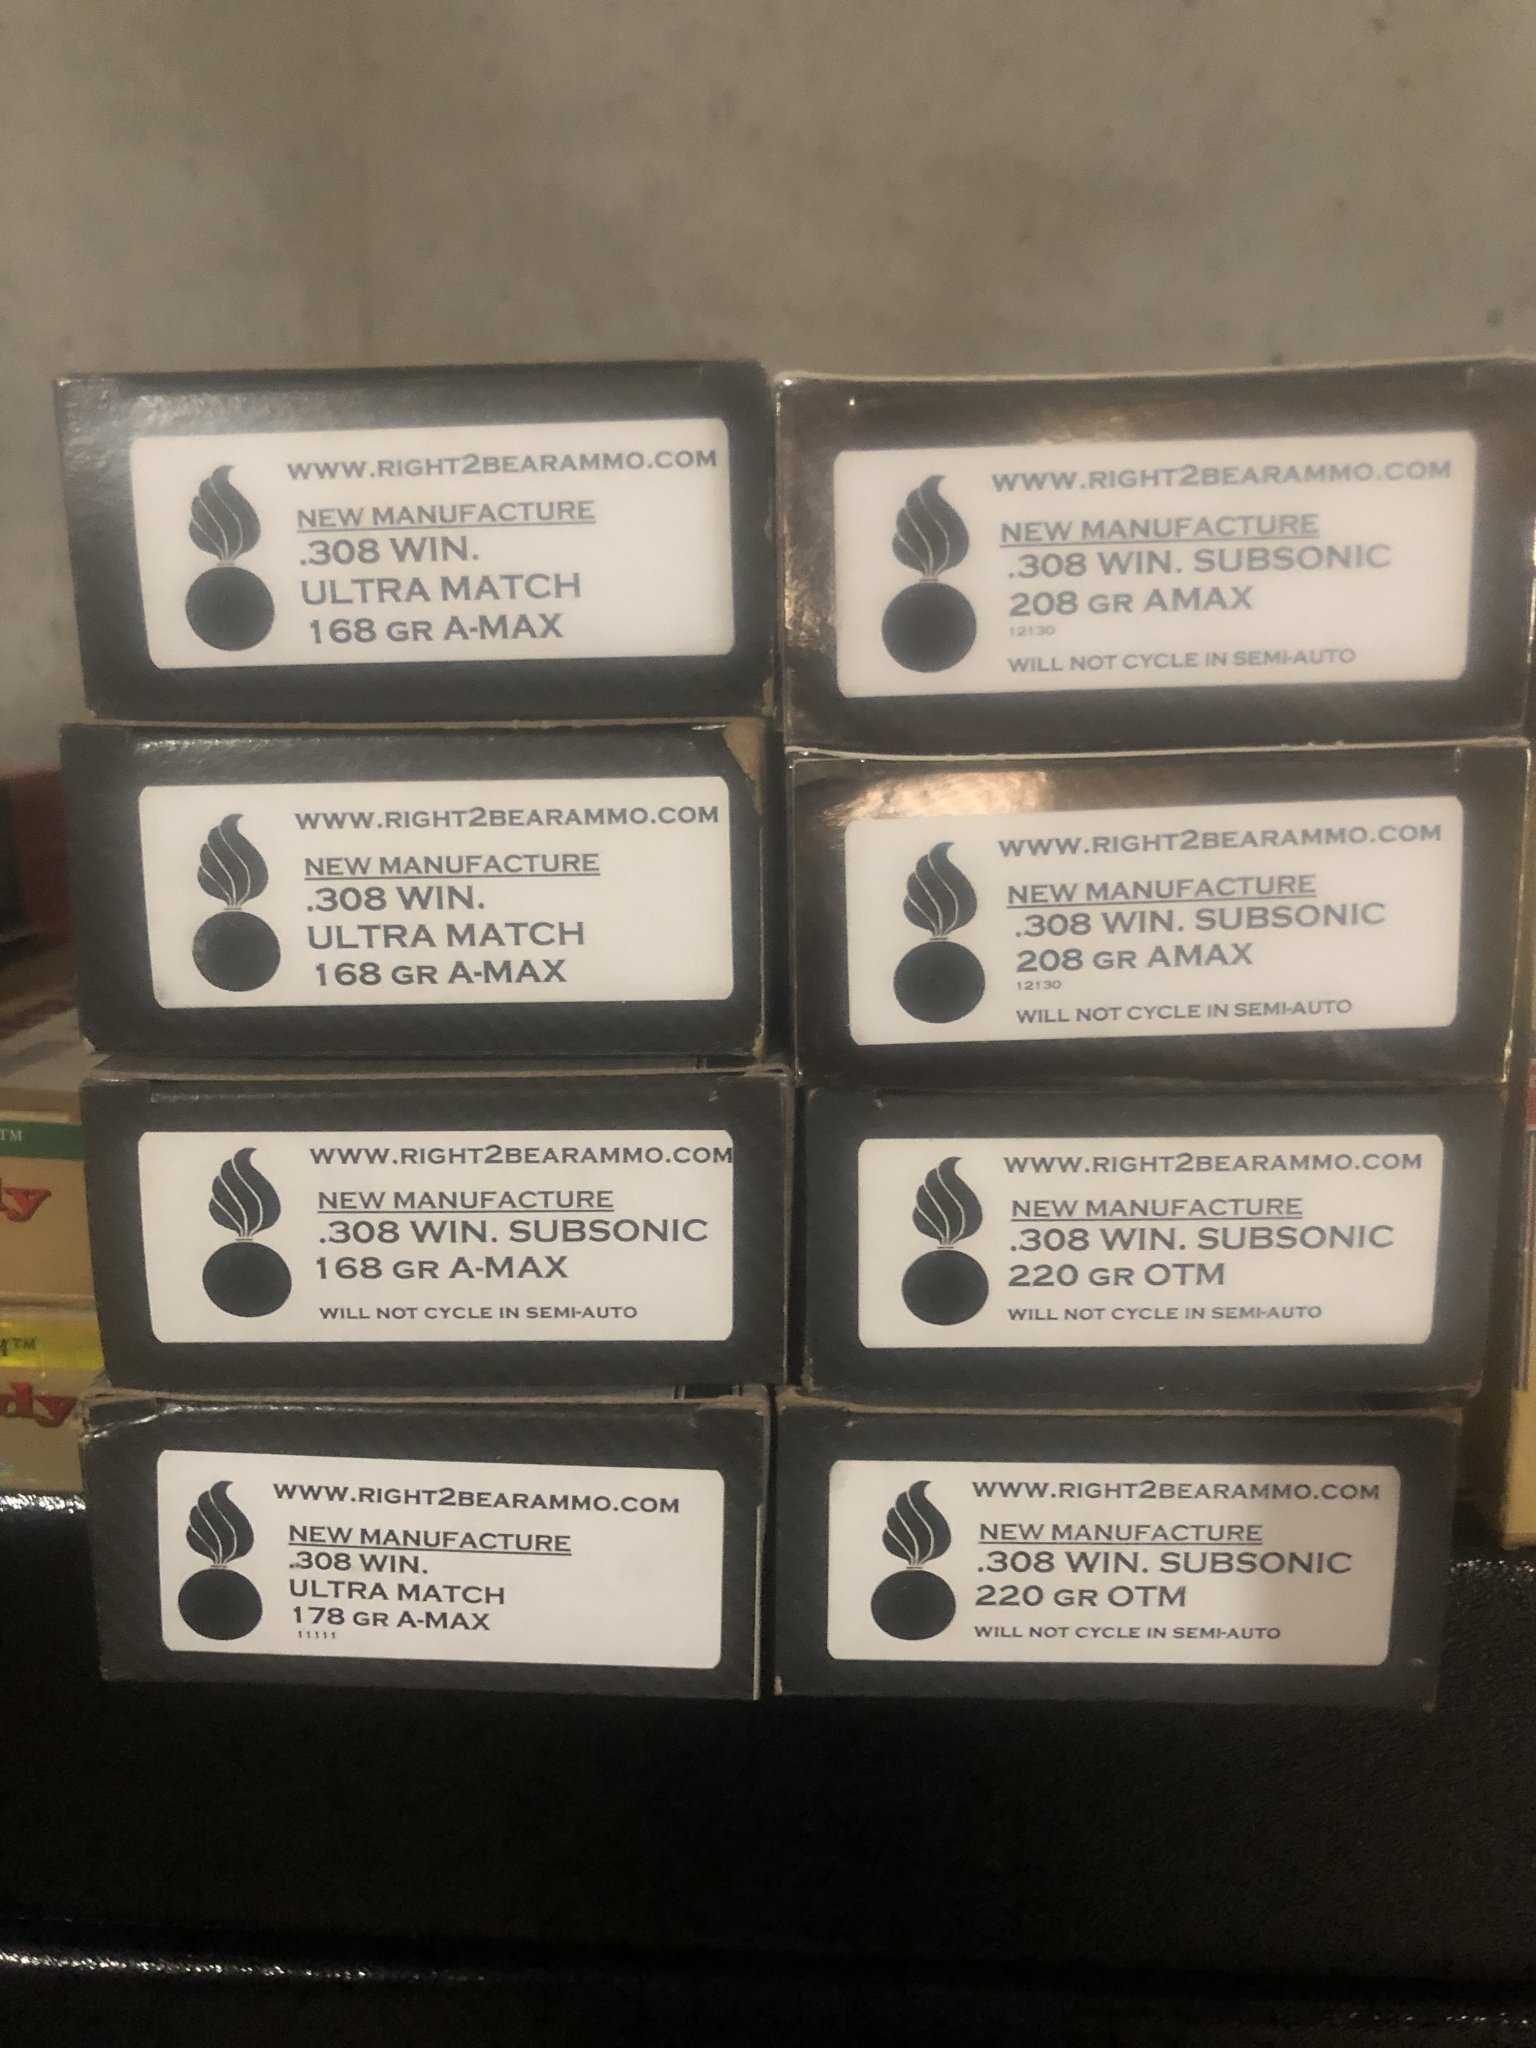 WWW.RIGHT2BEARAMMO.COM
NEW MANUFACTURE
.308 WIN.
ULTRA MATCH
168 GR A-MAX
WWW.RIGHT2BEARAMMO.COM
NEW MANUFACTURE
.308 WIN. SUBSONIC
208 GR AMAX
12130
WILL NOT CYCLE IN SEMI-AUTO
WWW.RIGHT2BEARAMMO.COM
NEW MANUFACTURE
.308 WIN.
ULTRA MATCH
168 GR A-MAX
WWW.RIGHT2BEARAMMO.COM
NEW MANUFACTURE
.308 WIN. SUBSONIC
208 GR AMAX
12130
WILL NOT CYCLE IN SEMI-AUTO
WWW.RIGHT2BEARAMMO.COM
NEW MANUFACTURE
.308 WIN. SUBSONIC
168 GR A-MAX
WILL NOT CYCLE IN SEMI-AUTO
WWW.RIGHT2BEARAMMO.COM
NEW MANUFACTURE
.308 WIN. SUBSONIC
220 GR OTM
WILL NOT CYCLE IN SEMI-AUTO
WWW.RIGHT2BEARAMMO.COM
NEW MANUFACTURE
.308 WIN.
ULTRA MATCH
178 GR A-MAX
11111
WWW.RIGHT2BEARAMMO.COM
NEW MANUFACTURE
.308 WIN. SUBSONIC
220 GR OTM
WILL NOT CYCLE IN SEMI-AUTO
TM
dy